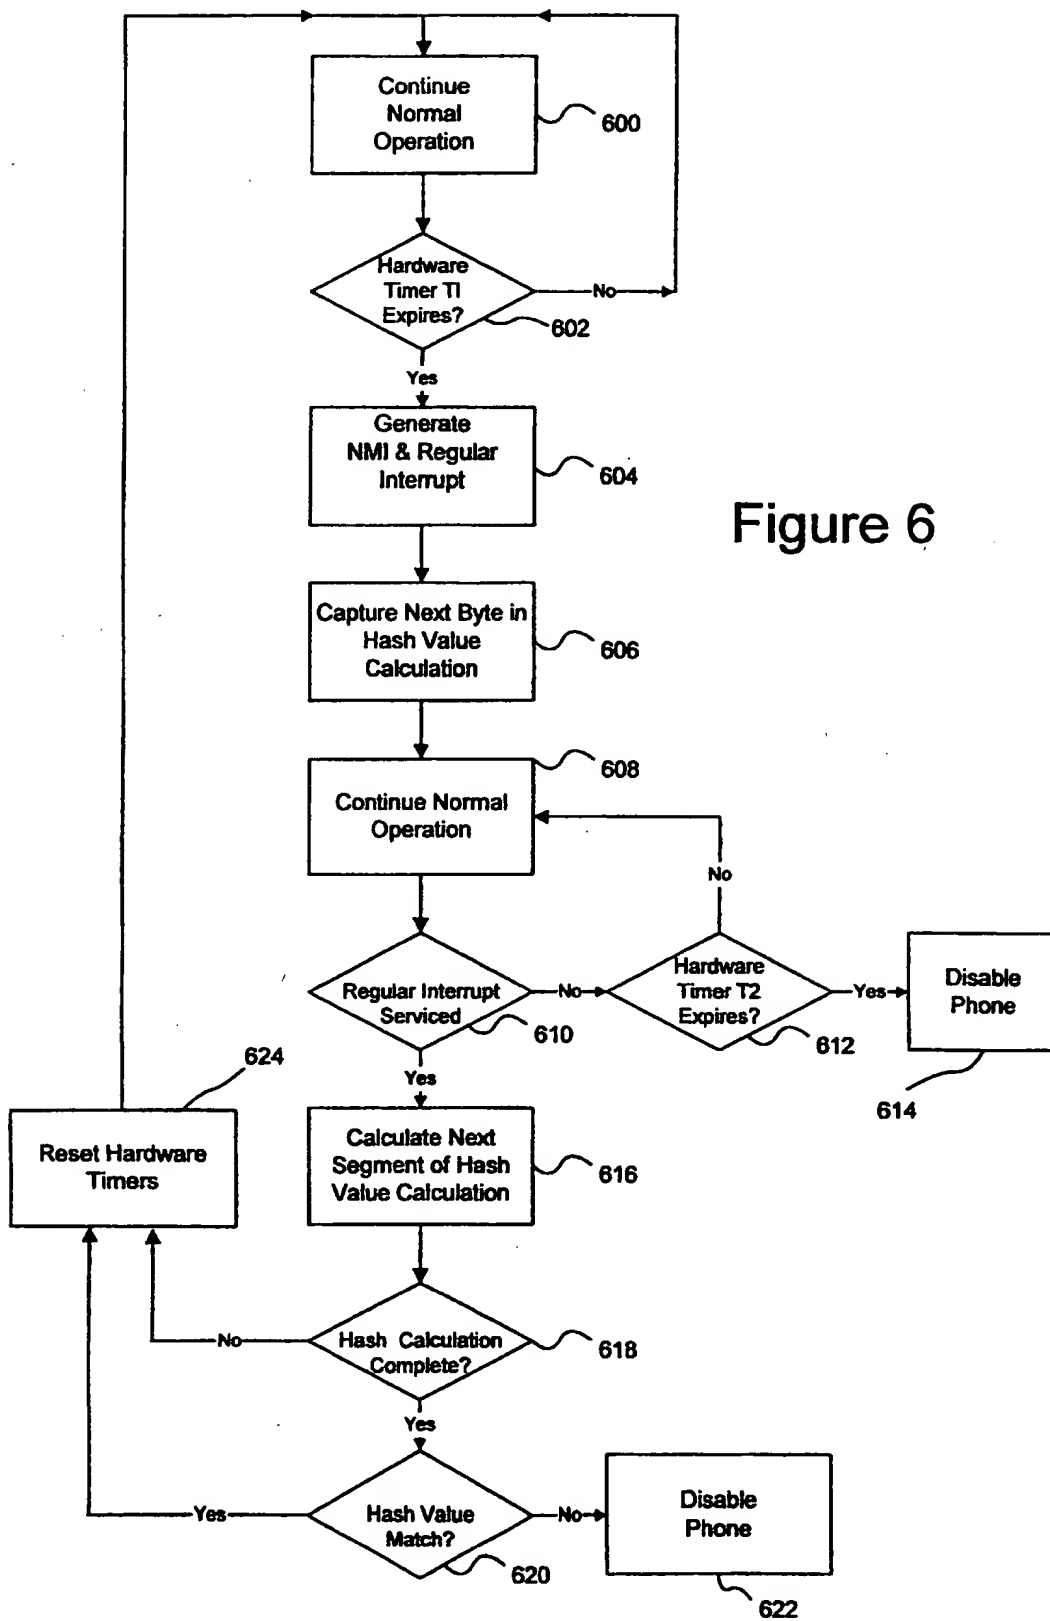 Continue
Normal
Operation
600
Hardware
Timer T1
Expires?
No
602
Yes
Generate
NMI & Regular
Interrupt
604
Figure 6
Capture Next Byte in
Hash Value
Calculation
606
608
Continue Normal
Operation
No
Regular Interrupt
Serviced
610
No
Hardware
Timer T2
Expires?
612
Yes
Disable
Phone
614
Yes
624
Reset Hardware
Timers
Calculate Next
Segment of Hash
Value Calculation
616
Hash Calculation
Complete?
618
No
Yes
Hash Value
Match?
620
Yes
No
Disable
Phone
622